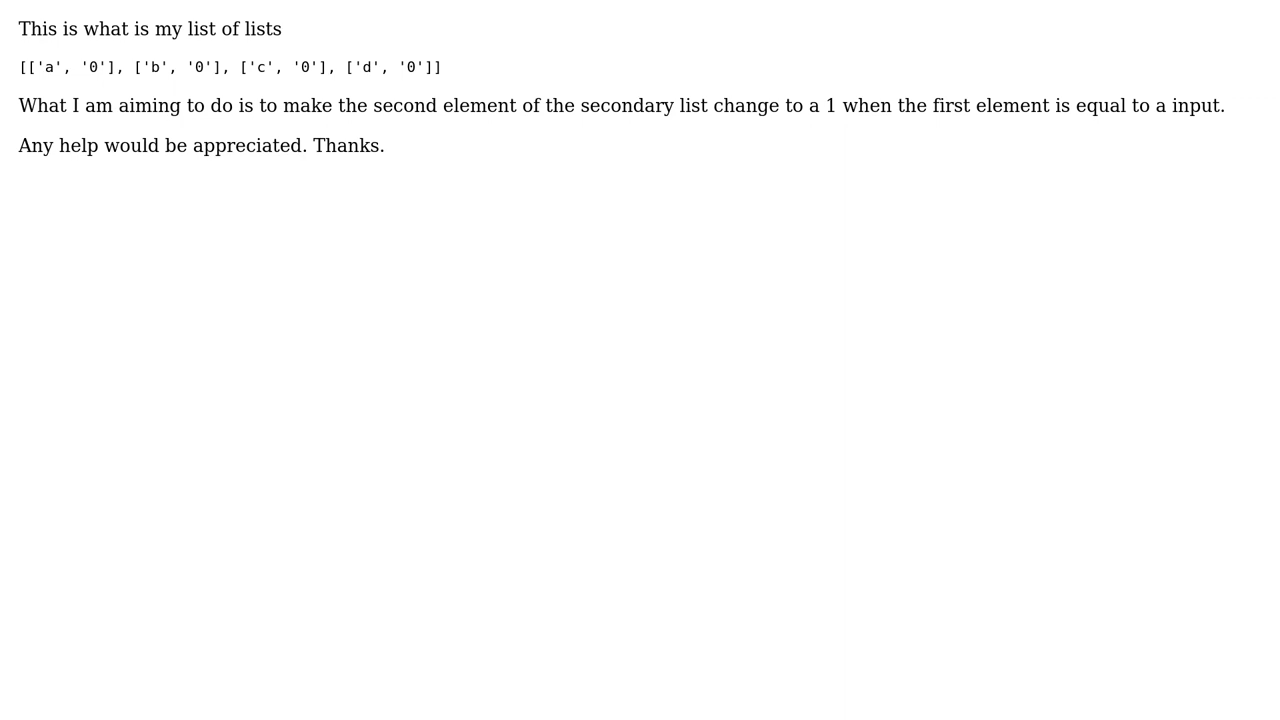 This is what is my list of lists
[['a', '0'], ['b', '0'], ['c', '0'], ['d', '0']]
What I am aiming to do is to make the second element of the secondary list change to a 1 when the first element is equal to a input.
Any help would be appreciated. Thanks.